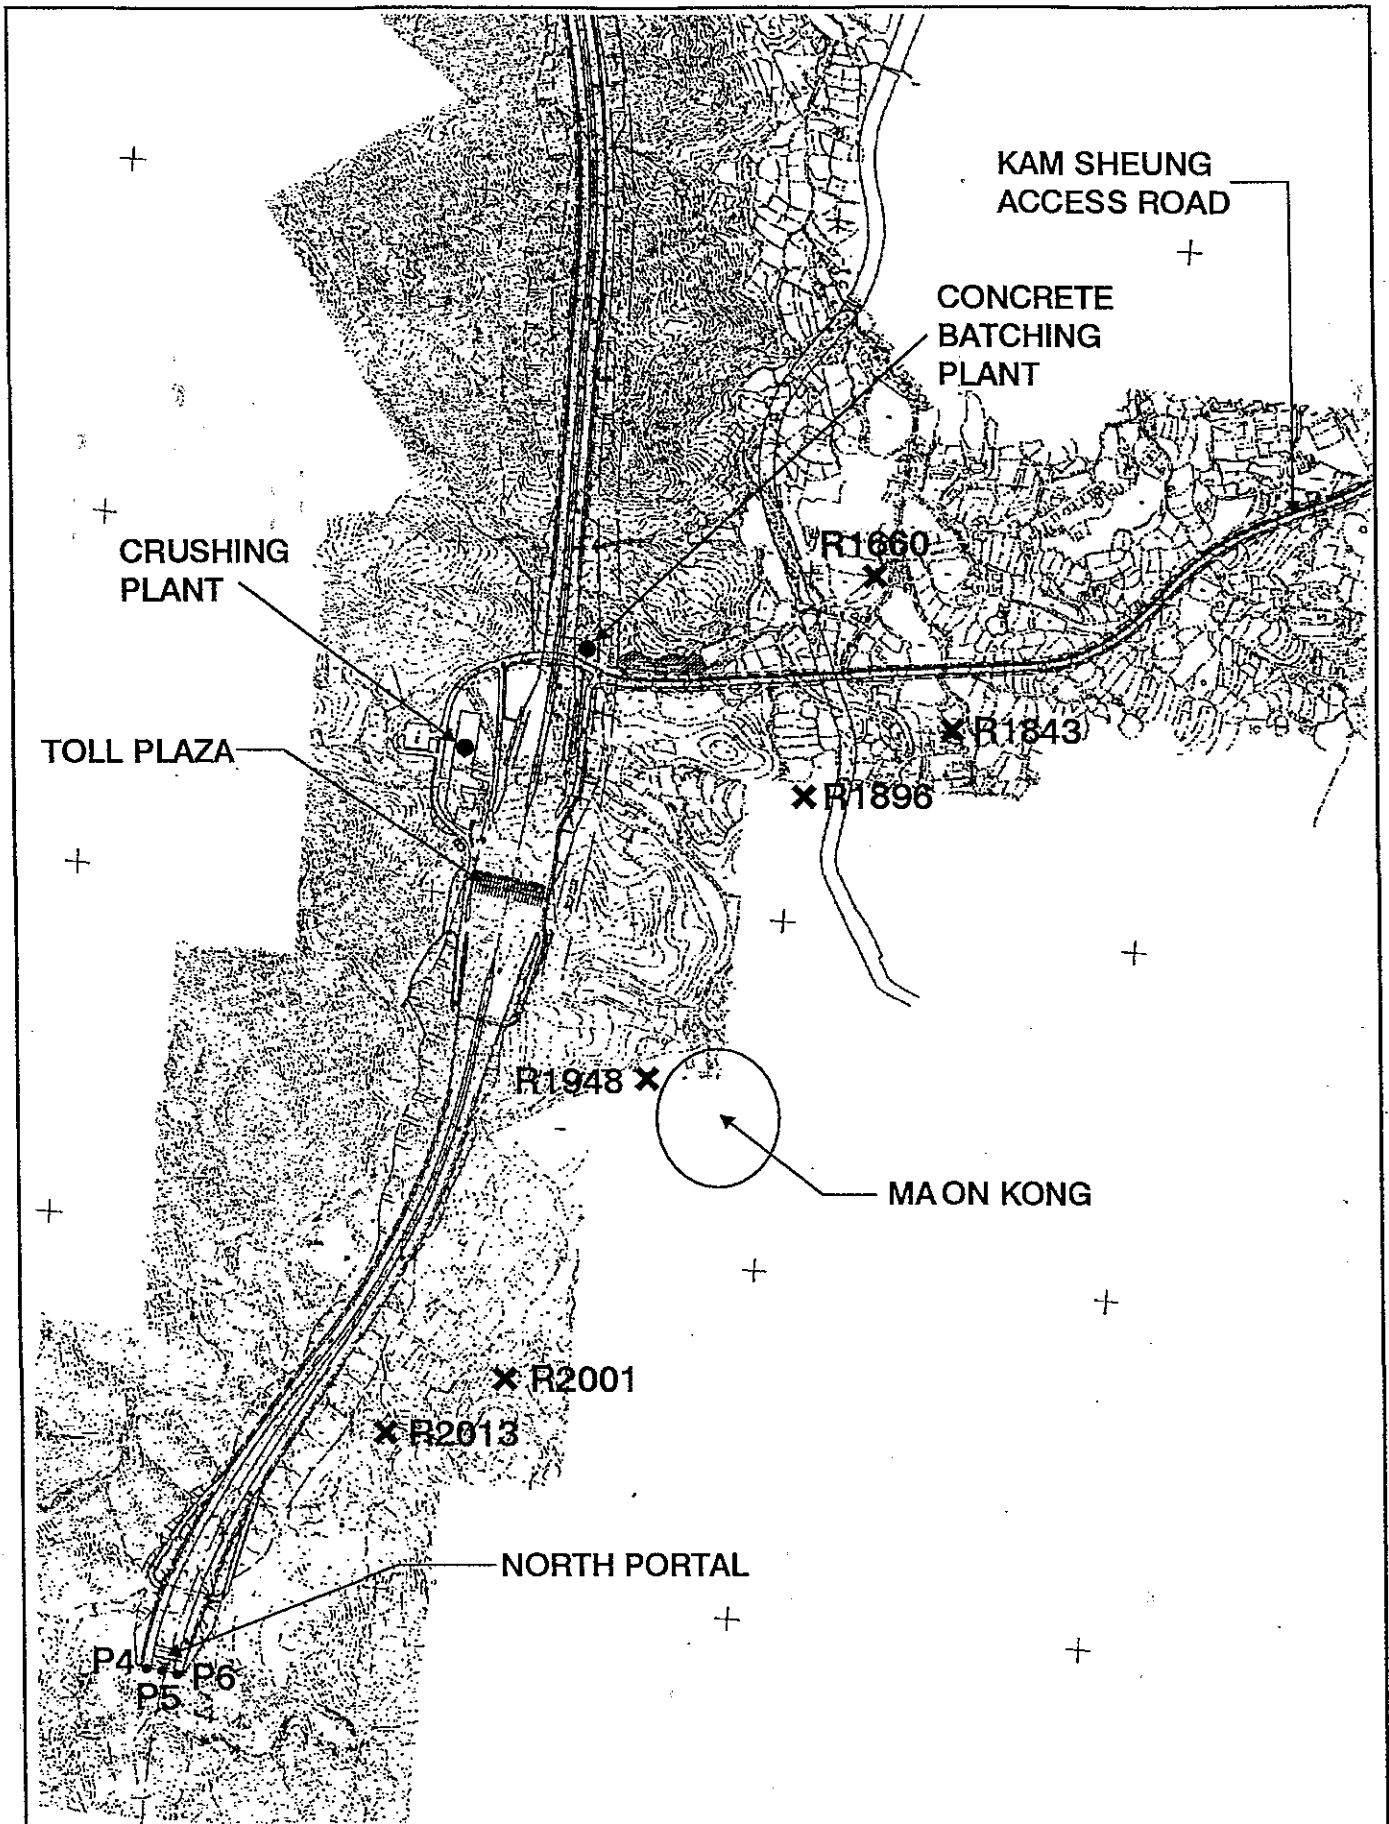 KAM SHEUNG
ACCESS ROAD
CONCRETE
BATCHING
PLANT
CRUSHING
PLANT
R1660
TOLL PLAZA
R1843
R1896
R1948
MA ON KONG
R2001
R2013
NORTH PORTAL
P4
P5
P6